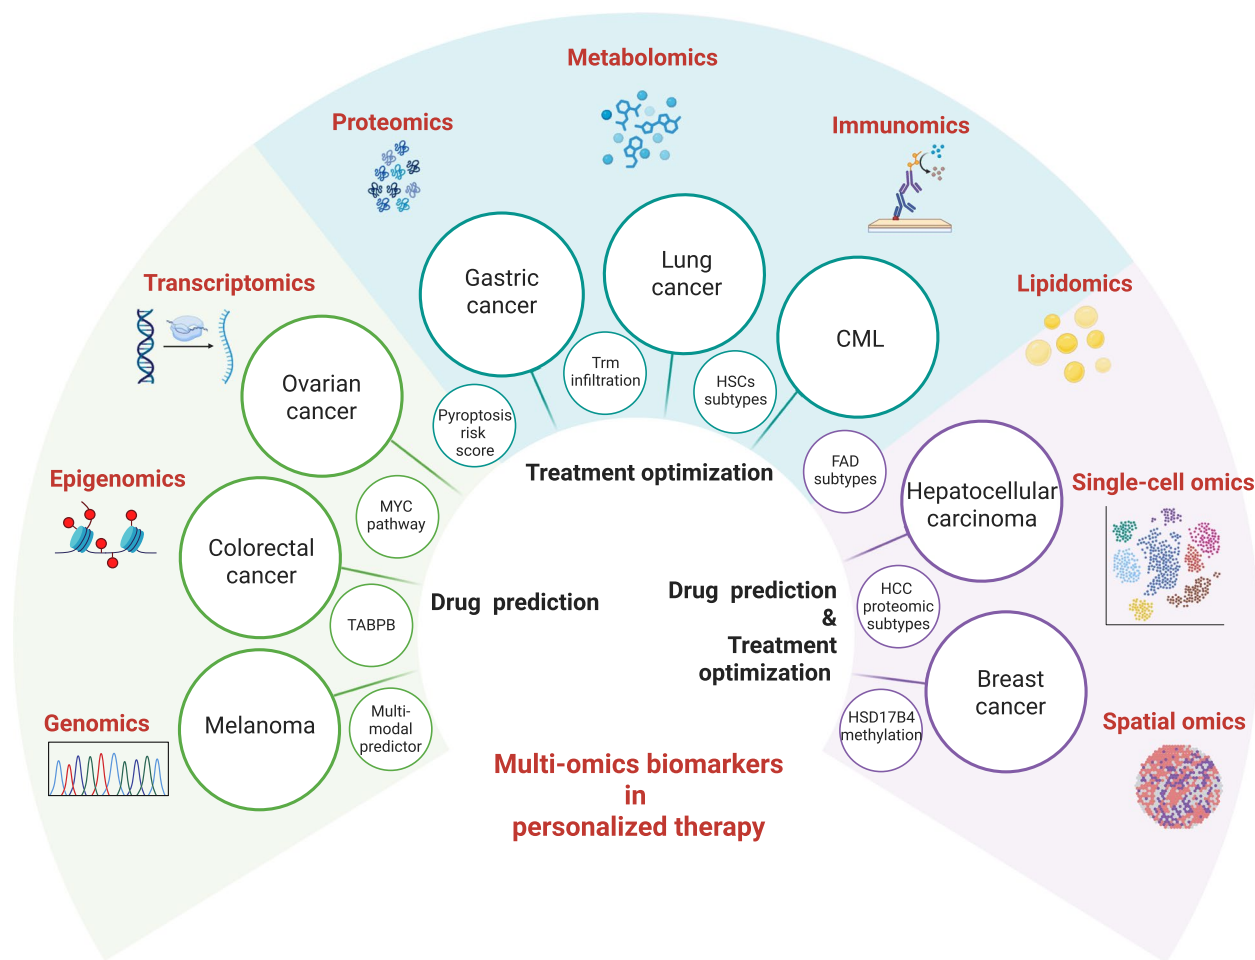 Metabolomics
Proteomics
Immunomics
Transcriptomics
Lipidomics
Epigenomics
Single-cell omics
Genomics
Spatial omics
Gastric
cancer
Lung
cancer
CML
Ovarian
cancer
Hepatocellular
carcinoma
Colorectal
cancer
Breast
cancer
Melanoma
Pyroptosis
risk
score
Trm
infiltration
HSCs
subtypes
FAD
subtypes
MYC
pathway
HCC
proteomic
subtypes
TABPB
HSD17B4
methylation
Multi-
modal
predictor
Treatment optimization
Drug prediction
Drug prediction
&
Treatment
optimization
Multi-omics biomarkers
in
personalized therapy